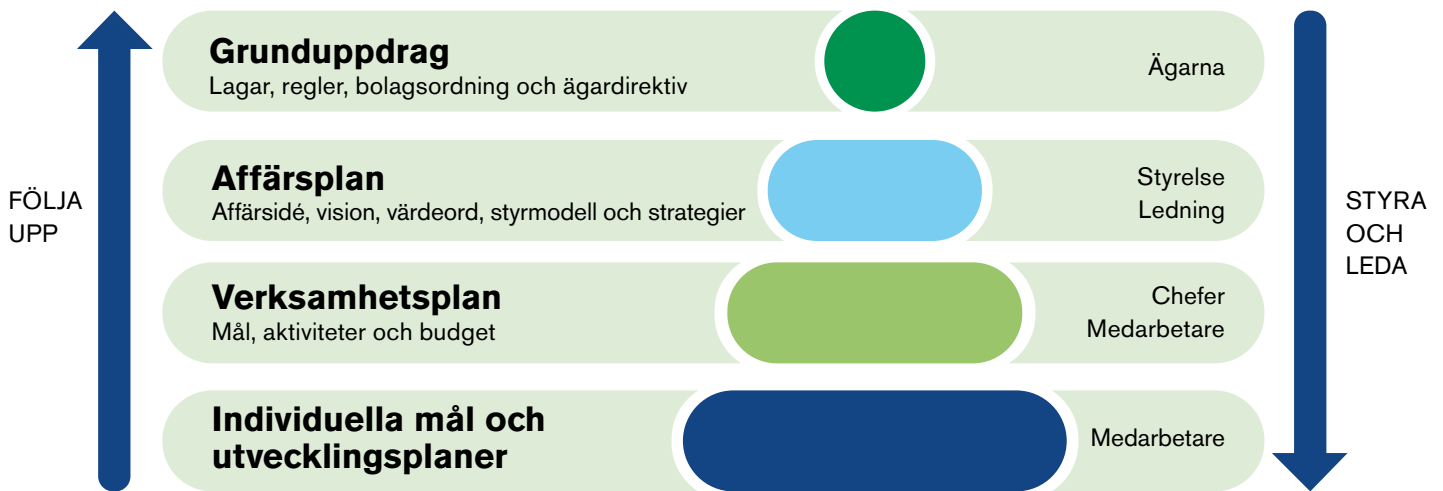 FÖLJA
UPP
Grunduppdrag
Lagar, regler, bolagsordning och ägardirektiv
Ägarna
Affärsplan
Affärsidé, vision, värdeord, styrmodell och strategier
Styrelse
Ledning
Verksamhetsplan
Mål, aktiviteter och budget
Chefer
Medarbetare
Individuella mål och
utvecklingsplaner
Medarbetare
STYRA
OCH
LEDA